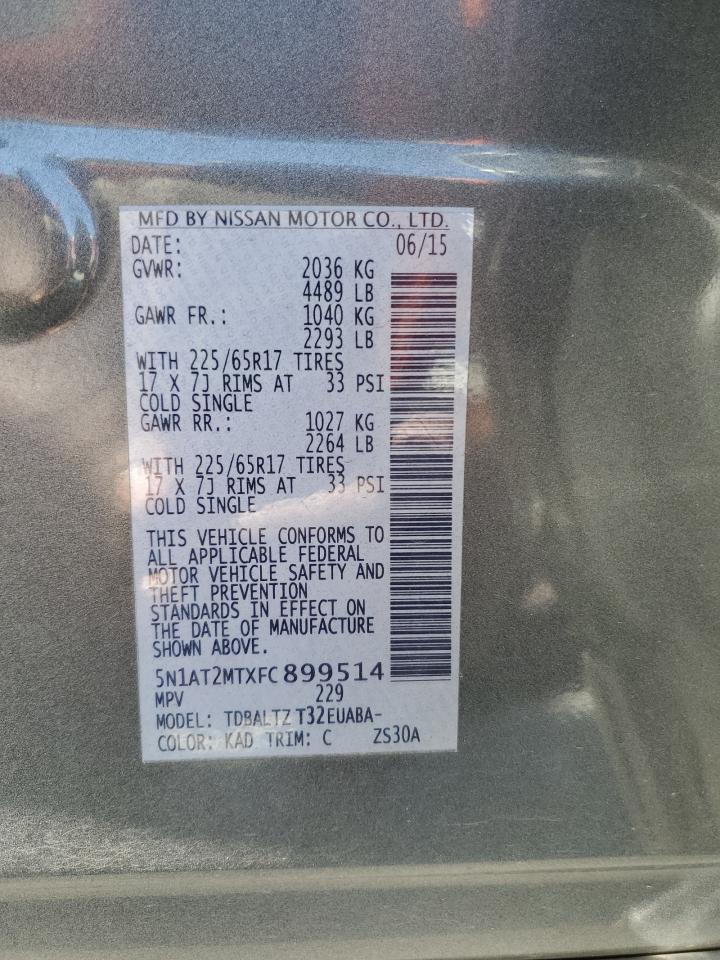 MFD BY NISSAN MOTOR CO., LTD.
DATE: 06/15
GVWR: 2036 KG
4489 LB
GAWR FR.: 1040 KG
2293 LB
WITH 225/65R17 TIRES
17 X 7J RIMS AT 33 PSI
COLD SINGLE
GAWR RR.: 1027 KG
2264 LB
WITH 225/65R17 TIRES
17 X 7J RIMS AT 33 PSI
COLD SINGLE
THIS VEHICLE CONFORMS TO
ALL APPLICABLE FEDERAL
MOTOR VEHICLE SAFETY AND
THEFT PREVENTION
STANDARDS IN EFFECT ON
THE DATE OF MANUFACTURE
SHOWN ABOVE.
5N1AT2MTXFC899514
MPV 229
MODEL: TDBALTZ T32EUABA-
COLOR: KAD TRIM: C ZS30A